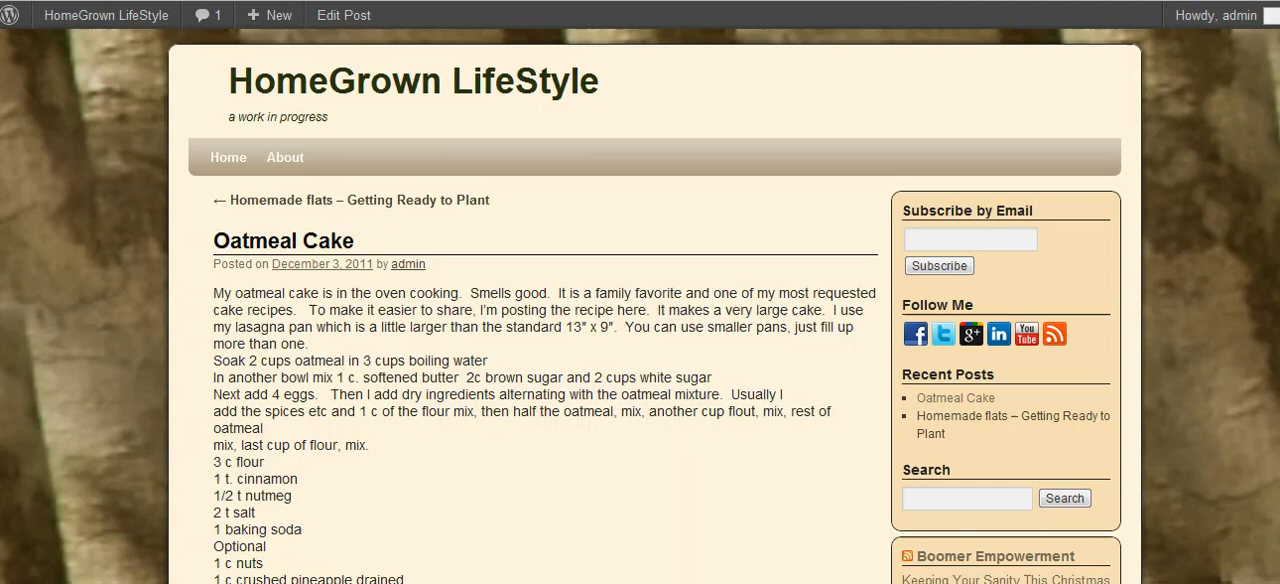 HomeGrown LifeStyle 1 New Edit Post Howdy, admin
HomeGrown LifeStyle
a work in progress
Home About
← Homemade flats – Getting Ready to Plant
Oatmeal Cake
Posted on December 3, 2011 by admin
My oatmeal cake is in the oven cooking.  Smells good.  It is a family favorite and one of my most requested
cake recipes.   To make it easier to share, I'm posting the recipe here.  It makes a very large cake.  I use
my lasagna pan which is a little larger than the standard 13″ x 9″.  You can use smaller pans, just fill up
more than one.
Soak 2 cups oatmeal in 3 cups boiling water
In another bowl mix 1 c. softened butter  2c brown sugar and 2 cups white sugar
Next add 4 eggs.   Then I add dry ingredients alternating with the oatmeal mixture.  Usually I
add the spices etc and 1 c of the flour mix, then half the oatmeal, mix, another cup flout, mix, rest of
oatmeal
mix, last cup of flour, mix.
3 c flour
1 t. cinnamon
1/2 t nutmeg
2 t salt
1 baking soda
Optional
1 c nuts
1 c crushed pineapple drained
Subscribe by Email
Subscribe
Follow Me
f t g+ in You Tube
Recent Posts
Oatmeal Cake
Homemade flats – Getting Ready to
Plant
Search
Search
Boomer Empowerment
Keeping Your Sanity This Christmas